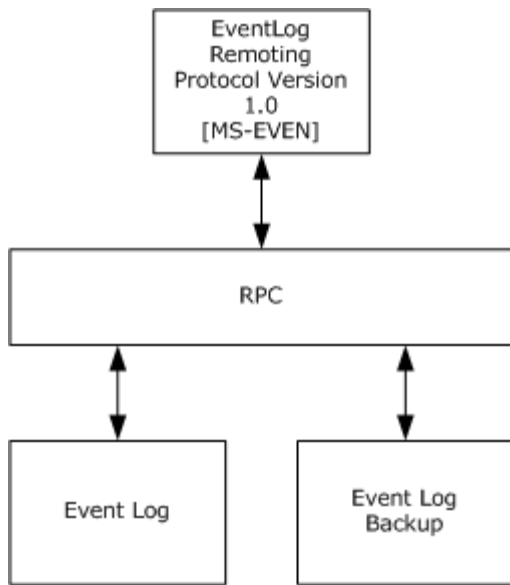 EventLog
Remoting
Protocol Version
1.0
[MS-EVEN]
RPC
Event Log
Event Log
Backup